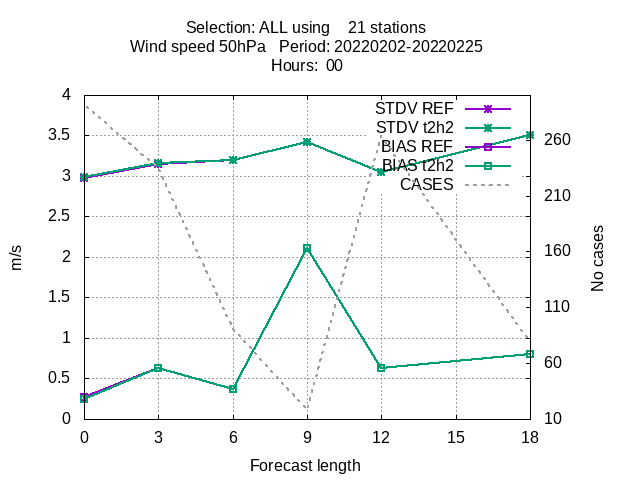 Selection: ALL using    21 stations
Wind speed 50hPa   Period: 20220202-20220225
Hours:  00
STDV REF
STDV t2h2
BIAS REF
BIAS t2h2
CASES
4
3.5
3
2.5
2
1.5
1
0.5
0
m/s
260
210
160
110
60
10
No cases
0 3 6 9 12 15 18
Forecast length